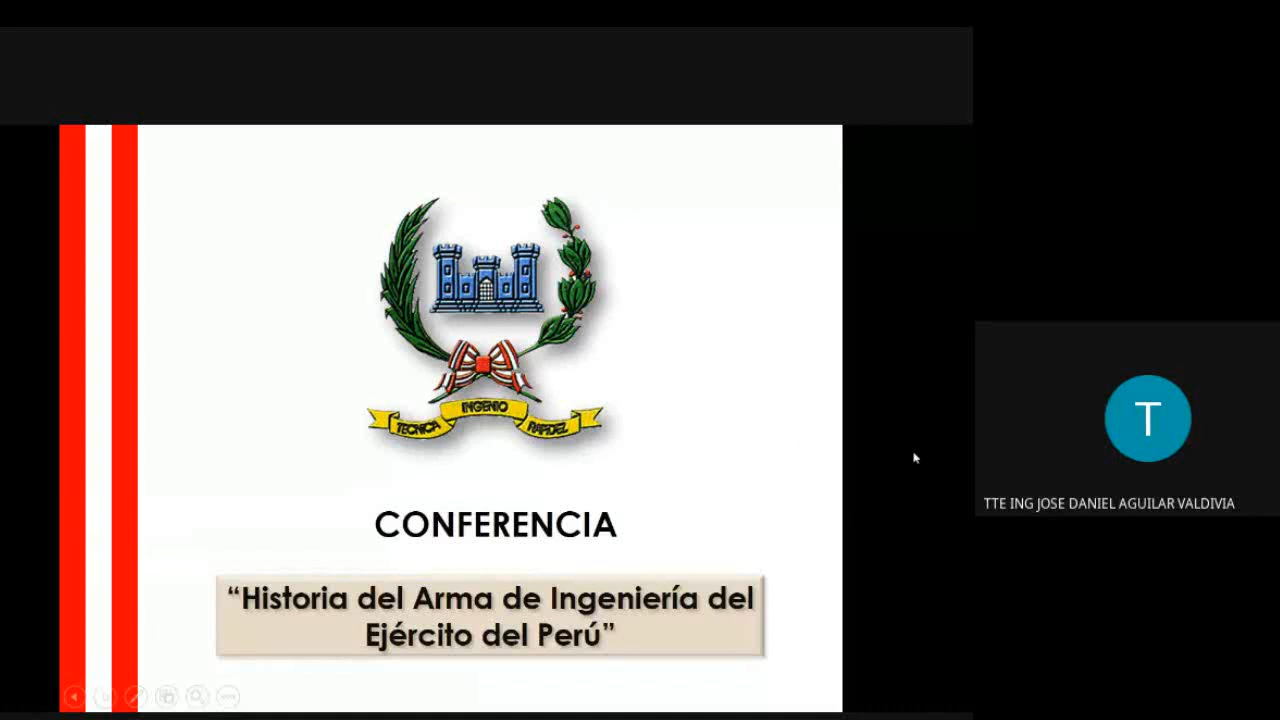 INGENIO
TECNICA
RAPIDEZ
CONFERENCIA
“Historia del Arma de Ingeniería del
Ejército del Perú”
T
TTE ING JOSE DANIEL AGUILAR VALDIVIA